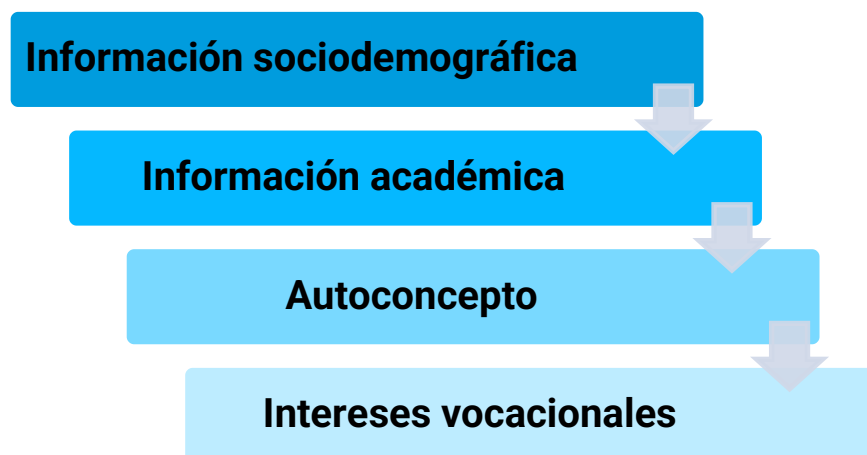 Información sociodemográfica
Información académica
Autoconcepto
Intereses vocacionales